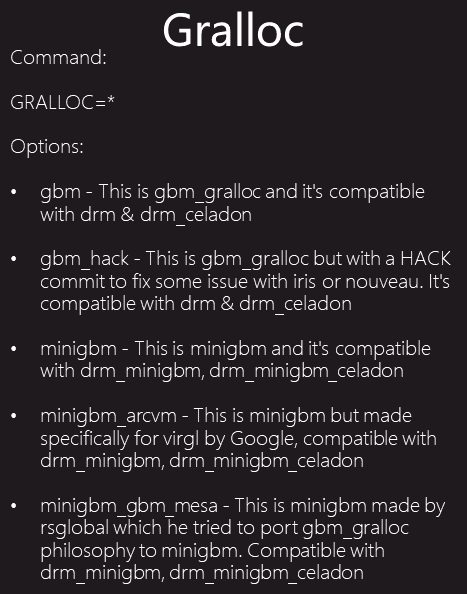 Gralloc
Command:
GRALLOC=*
Options:
• gbm - This is gbm_gralloc and it's compatible
with drm & drm_celadon
• gbm_hack - This is gbm_gralloc but with a HACK
commit to fix some issue with iris or nouveau. It's
compatible with drm & drm_celadon
• minigbm - This is minigbm and it's compatible
with drm_minigbm, drm_minigbm_celadon
• minigbm_arcvm - This is minigbm but made
specifically for virgl by Google, compatible with
drm_minigbm, drm_minigbm_celadon
• minigbm_gbm_mesa - This is minigbm made by
rsglobal which he tried to port gbm_gralloc
philosophy to minigbm. Compatible with
drm_minigbm, drm_minigbm_celadon